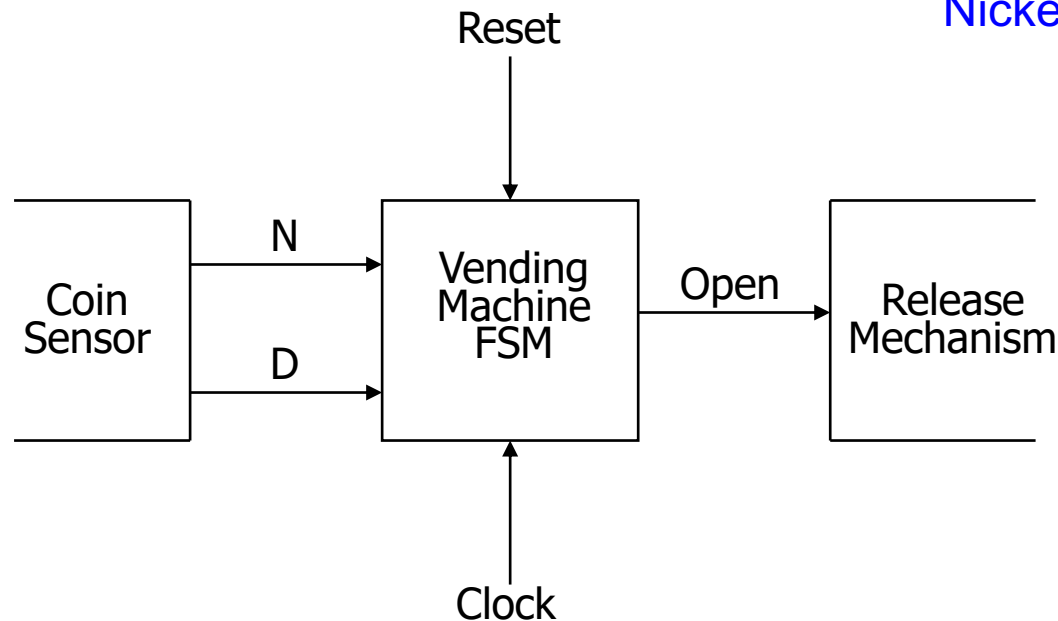 Reset
N
D
Coin
Sensor
Vending
Machine
FSM
Open
Release
Mechanism
Clock